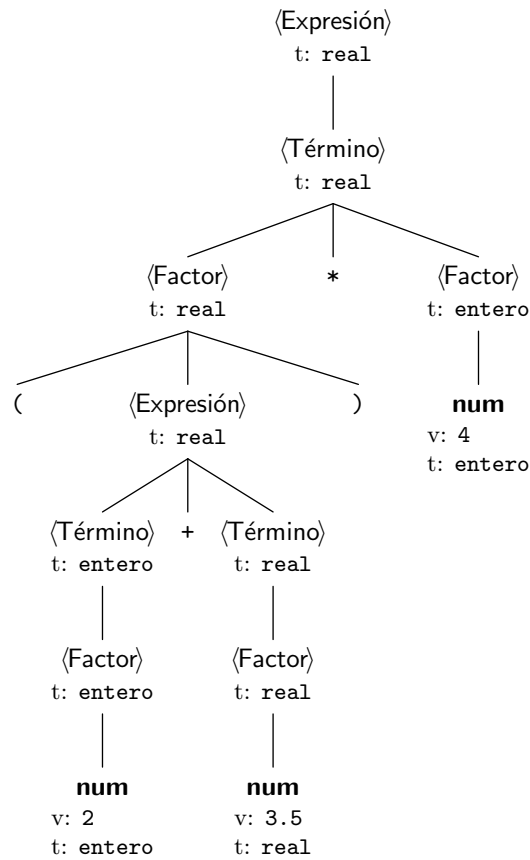 ⟨Expresión⟩
t: real
⟨Término⟩
t: real
⟨Factor⟩ * ⟨Factor⟩
t: real t: entero
( ⟨Expresión⟩ ) num
t: real v: 4
t: entero
⟨Término⟩ + ⟨Término⟩
t: entero t: real
⟨Factor⟩ ⟨Factor⟩
t: entero t: real
num num
v: 2 v: 3.5
t: entero t: real